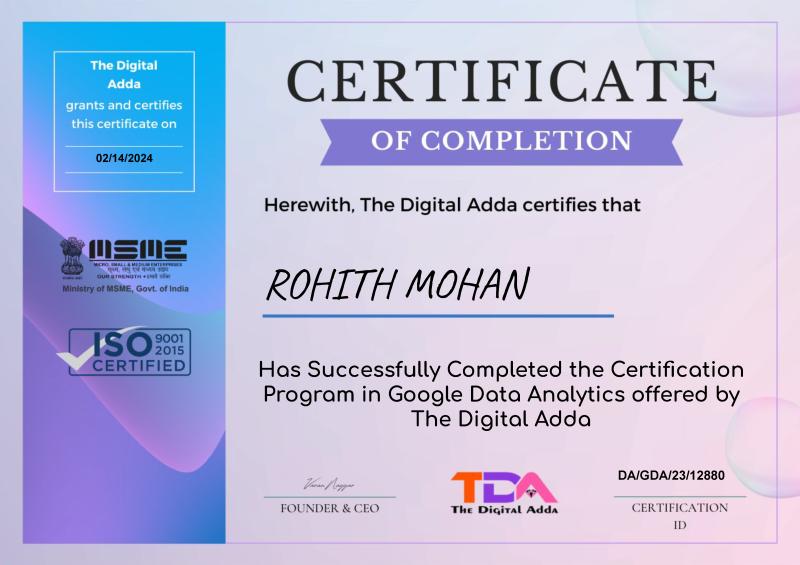 The Digital
Adda
grants and certifies
this certificate on
02/14/2024
MSME
MICRO, SMALL & MEDIUM ENTERPRISES
सूक्ष्म, लघु एवं मध्यम उद्यम
OUR STRENGTH • हमारी शक्ति
Ministry of MSME, Govt. of India
ISO 9001
2015
CERTIFIED
CERTIFICATE
OF COMPLETION
Herewith, The Digital Adda certifies that
ROHITH MOHAN
Has Successfully Completed the Certification
Program in Google Data Analytics offered by
The Digital Adda
FOUNDER & CEO
TDA
The Digital Adda
DA/GDA/23/12880
CERTIFICATION
ID